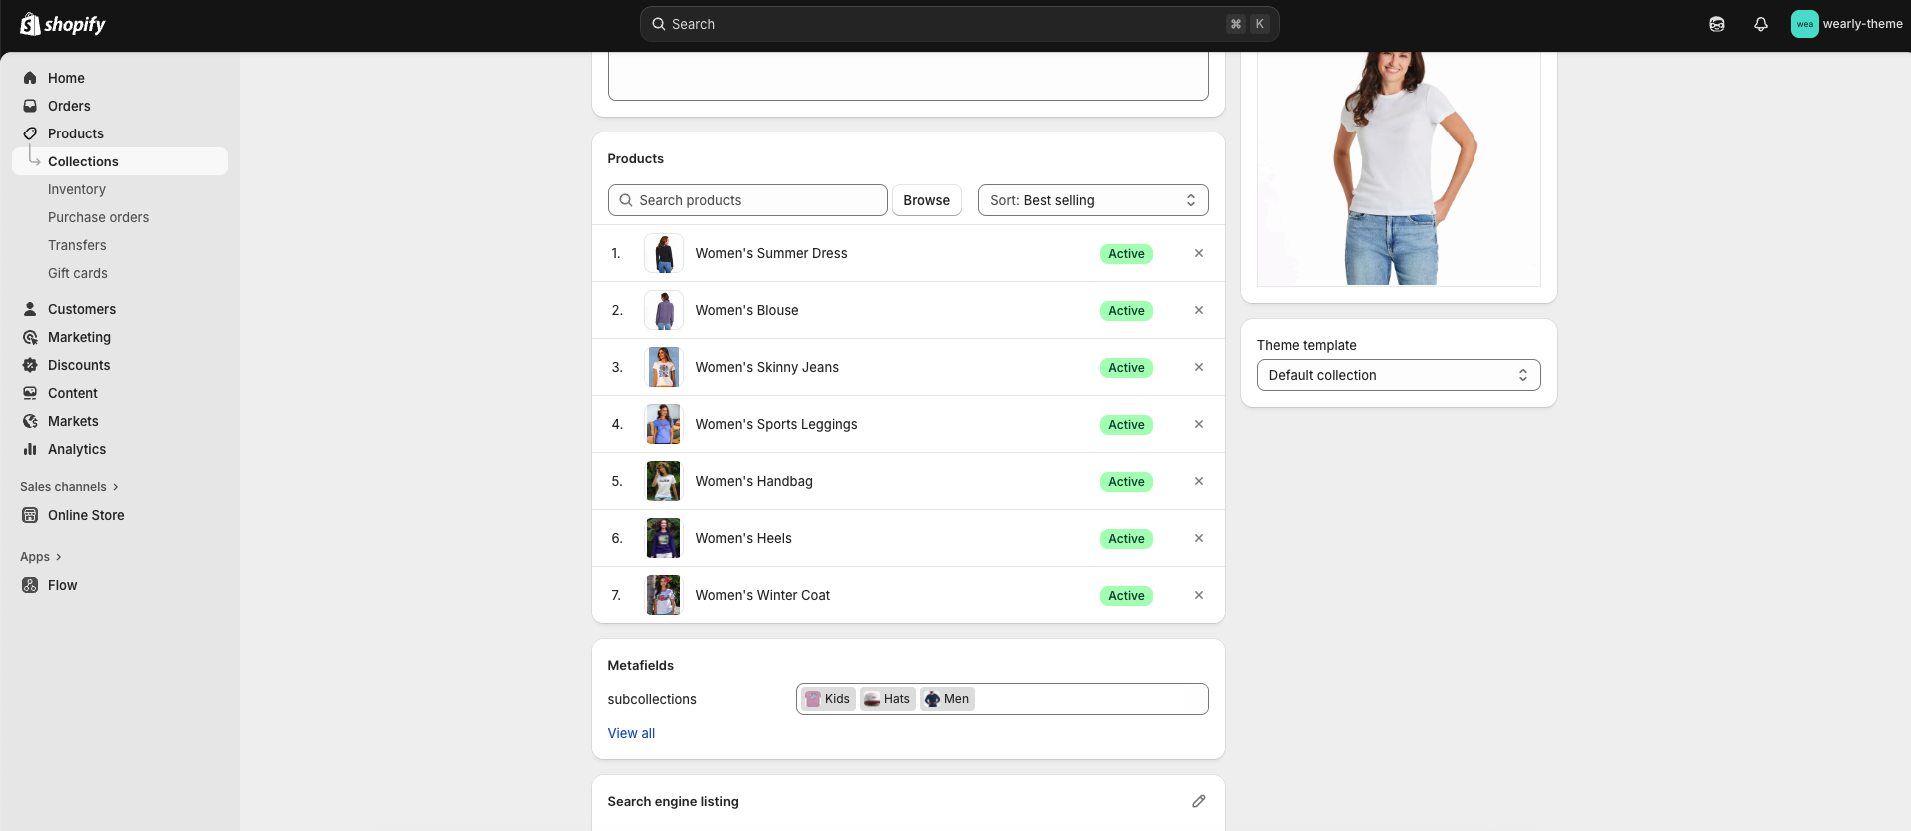 shopify
Search
⌘ K
wea
wearly-theme
Home
Orders
Products
Collections
Inventory
Purchase orders
Transfers
Gift cards
Customers
Marketing
Discounts
Content
Markets
Analytics
Sales channels
Online Store
Apps
Flow
Products
Search products
Browse
Sort: Best selling
1. Women's Summer Dress Active
2. Women's Blouse Active
3. Women's Skinny Jeans Active
4. Women's Sports Leggings Active
5. Women's Handbag Active
6. Women's Heels Active
7. Women's Winter Coat Active
Metafields
subcollections Kids Hats Men
View all
Search engine listing
Theme template
Default collection